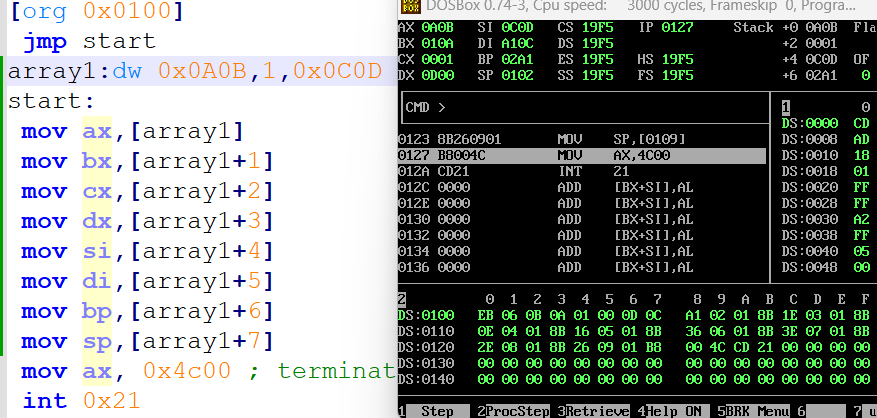 [org 0x0100]
jmp start
array1:dw 0x0A0B,1,0x0C0D
start:
mov ax,[array1]
mov bx,[array1+1]
mov cx,[array1+2]
mov dx,[array1+3]
mov si,[array1+4]
mov di,[array1+5]
mov bp,[array1+6]
mov sp,[array1+7]
mov ax, 0x4c00 ; terminat
int 0x21
DOSBox 0.74-3, Cpu speed: 3000 cycles, Frameskip 0, Progra...
AX 0A0B SI 0C0D CS 19F5 IP 0127 Stack +0 0A0B Fla
BX 010A DI A10C DS 19F5 +2 0001
CX 0001 BP 02A1 ES 19F5 HS 19F5 +4 0C0D OF
DX 0D00 SP 0102 SS 19F5 FS 19F5 +6 02A1 0
CMD >
0123 8B260901 MOV SP,[0109]
0127 B8004C MOV AX,4C00
012A CD21 INT 21
012C 0000 ADD [BX+SI],AL
012E 0000 ADD [BX+SI],AL
0130 0000 ADD [BX+SI],AL
0132 0000 ADD [BX+SI],AL
0134 0000 ADD [BX+SI],AL
0136 0000 ADD [BX+SI],AL
1 0
DS:0000 CD
DS:0008 AD
DS:0010 18
DS:0018 01
DS:0020 FF
DS:0028 FF
DS:0030 A2
DS:0038 FF
DS:0040 05
DS:0048 00
2 0 1 2 3 4 5 6 7 8 9 A B C D E F
DS:0100 EB 06 0B 0A 01 00 0D 0C A1 02 01 8B 1E 03 01 8B
DS:0110 0E 04 01 8B 16 05 01 8B 36 06 01 8B 3E 07 01 8B
DS:0120 2E 08 01 8B 26 09 01 B8 00 4C CD 21 00 00 00 00
DS:0130 00 00 00 00 00 00 00 00 00 00 00 00 00 00 00 00
DS:0140 00 00 00 00 00 00 00 00 00 00 00 00 00 00 00 00
1 Step 2ProcStep 3Retrieve 4Help ON 5BRK Menu 6 7 u